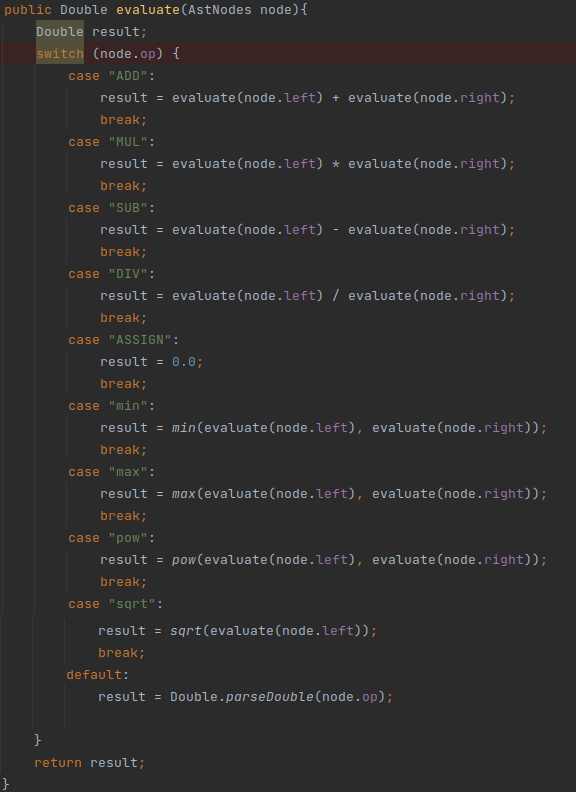 public Double evaluate(AstNodes node){
    Double result;
    switch (node.op) {
        case "ADD":
            result = evaluate(node.left) + evaluate(node.right);
            break;
        case "MUL":
            result = evaluate(node.left) * evaluate(node.right);
            break;
        case "SUB":
            result = evaluate(node.left) - evaluate(node.right);
            break;
        case "DIV":
            result = evaluate(node.left) / evaluate(node.right);
            break;
        case "ASSIGN":
            result = 0.0;
            break;
        case "min":
            result = min(evaluate(node.left), evaluate(node.right));
            break;
        case "max":
            result = max(evaluate(node.left), evaluate(node.right));
            break;
        case "pow":
            result = pow(evaluate(node.left), evaluate(node.right));
            break;
        case "sqrt":
            result = sqrt(evaluate(node.left));
            break;
        default:
            result = Double.parseDouble(node.op);
    }
    return result;
}